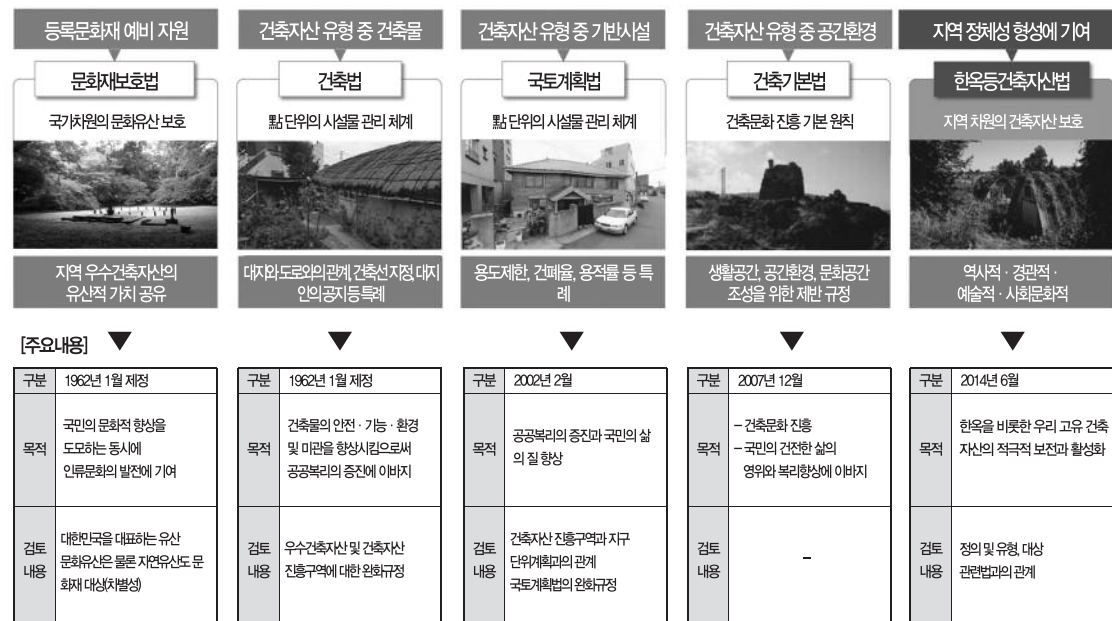 등록문화재 예비 자원
문화재보호법
국가차원의 문화유산 보호
지역 우수건축자산의
유산적 가치 공유
건축자산 유형 중 건축물
건축법
點 단위의 시설물 관리 체계
대지와 도로와의 관계, 건축선 지정, 대지
안의 공지 등 특례
건축자산 유형 중 기반시설
국토계획법
點 단위의 시설물 관리 체계
용도제한, 건폐율, 용적률 등 특
례
건축자산 유형 중 공간환경
건축기본법
건축문화 진흥 기본 원칙
생활공간, 공간환경, 문화공간
조성을 위한 제반 규정
지역 정체성 형성에 기여
한옥등건축자산법
지역 차원의 건축자산 보호
역사적 · 경관적 ·
예술적 · 사회문화적
[주요내용]
구분 1962년 1월 제정
목적
국민의 문화적 향상을
도모하는 동시에
인류문화의 발전에 기여
검토
내용
대한민국을 대표하는 유산
문화유산은 물론 자연유산도 문
화재 대상(차별성)
구분 1962년 1월 제정
목적
건축물의 안전 · 기능 · 환경
및 미관을 향상시킴으로써
공공복리의 증진에 이바지
검토
내용
우수건축자산 및 건축자산
진흥구역에 대한 완화규정
구분 2002년 2월
목적
공공복리의 증진과 국민의 삶
의 질 향상
검토
내용
건축자산 진흥구역과 지구
단위계획과의 관계
국토계획법의 완화규정
구분 2007년 12월
목적
– 건축문화 진흥
– 국민의 건전한 삶의
영위와 복리향상에 이바지
검토
내용
–
구분 2014년 6월
목적
한옥을 비롯한 우리 고유 건축
자산의 적극적 보전과 활성화
검토
내용
정의 및 유형, 대상
관련법과의 관계